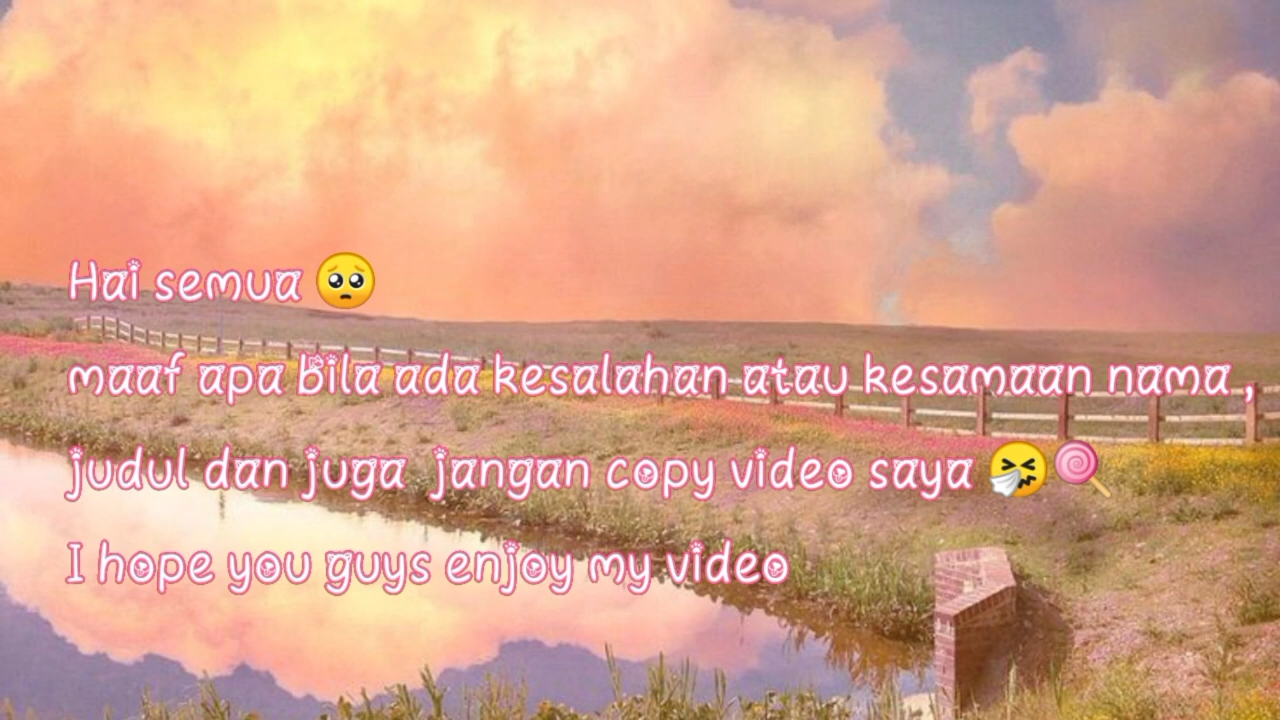 Hai semua 🥺
maaf apa bila ada kesalahan atau kesamaan nama ,
judul dan juga  jangan copy video saya 🤧🍭
I hope you guys enjoy my video